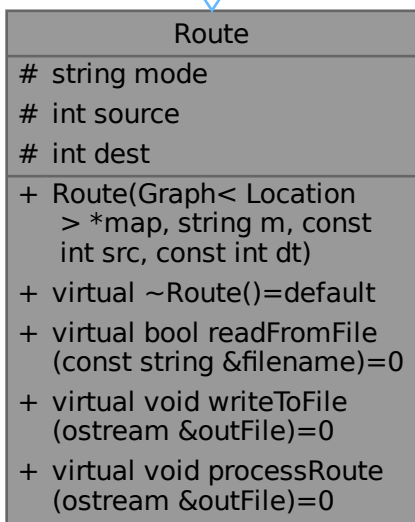 Route
# string mode
# int source
# int dest
+ Route(Graph< Location
> *map, string m, const
int src, const int dt)
+ virtual ~Route()=default
+ virtual bool readFromFile
(const string &filename)=0
+ virtual void writeToFile
(ostream &outFile)=0
+ virtual void processRoute
(ostream &outFile)=0